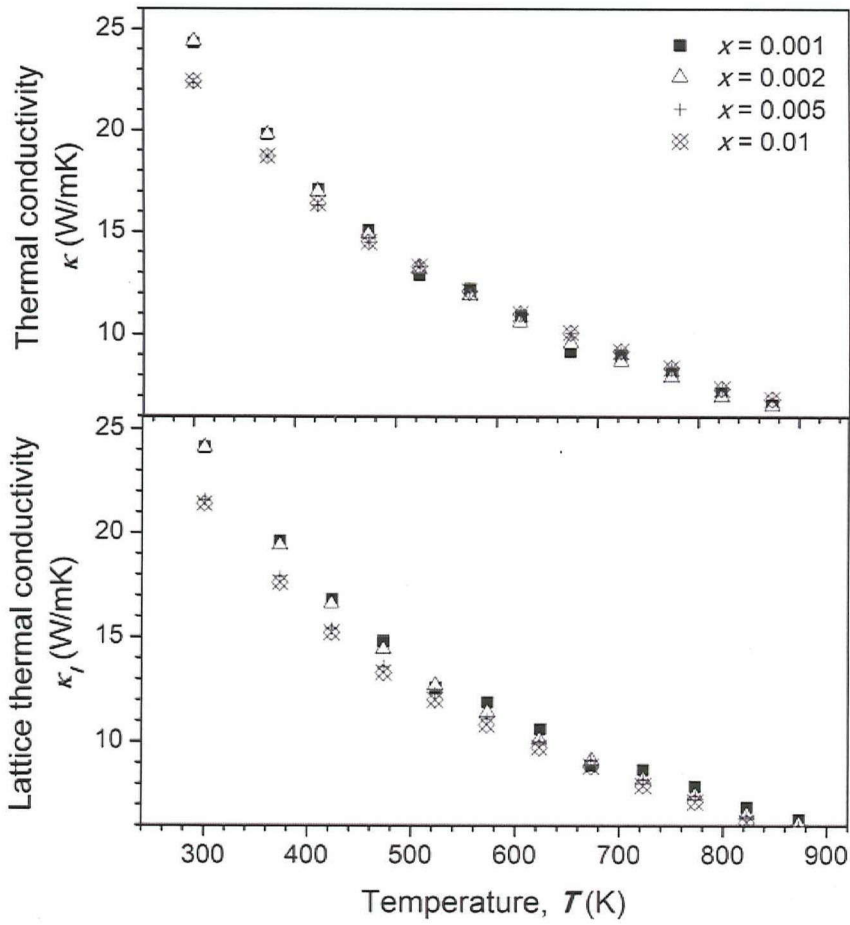 25
20
15
10
Thermal conductivity
κ (W/mK)
x = 0.001
x = 0.002
x = 0.005
x = 0.01
25
20
15
10
Lattice thermal conductivity
κl (W/mK)
300 400 500 600 700 800 900
Temperature, T (K)